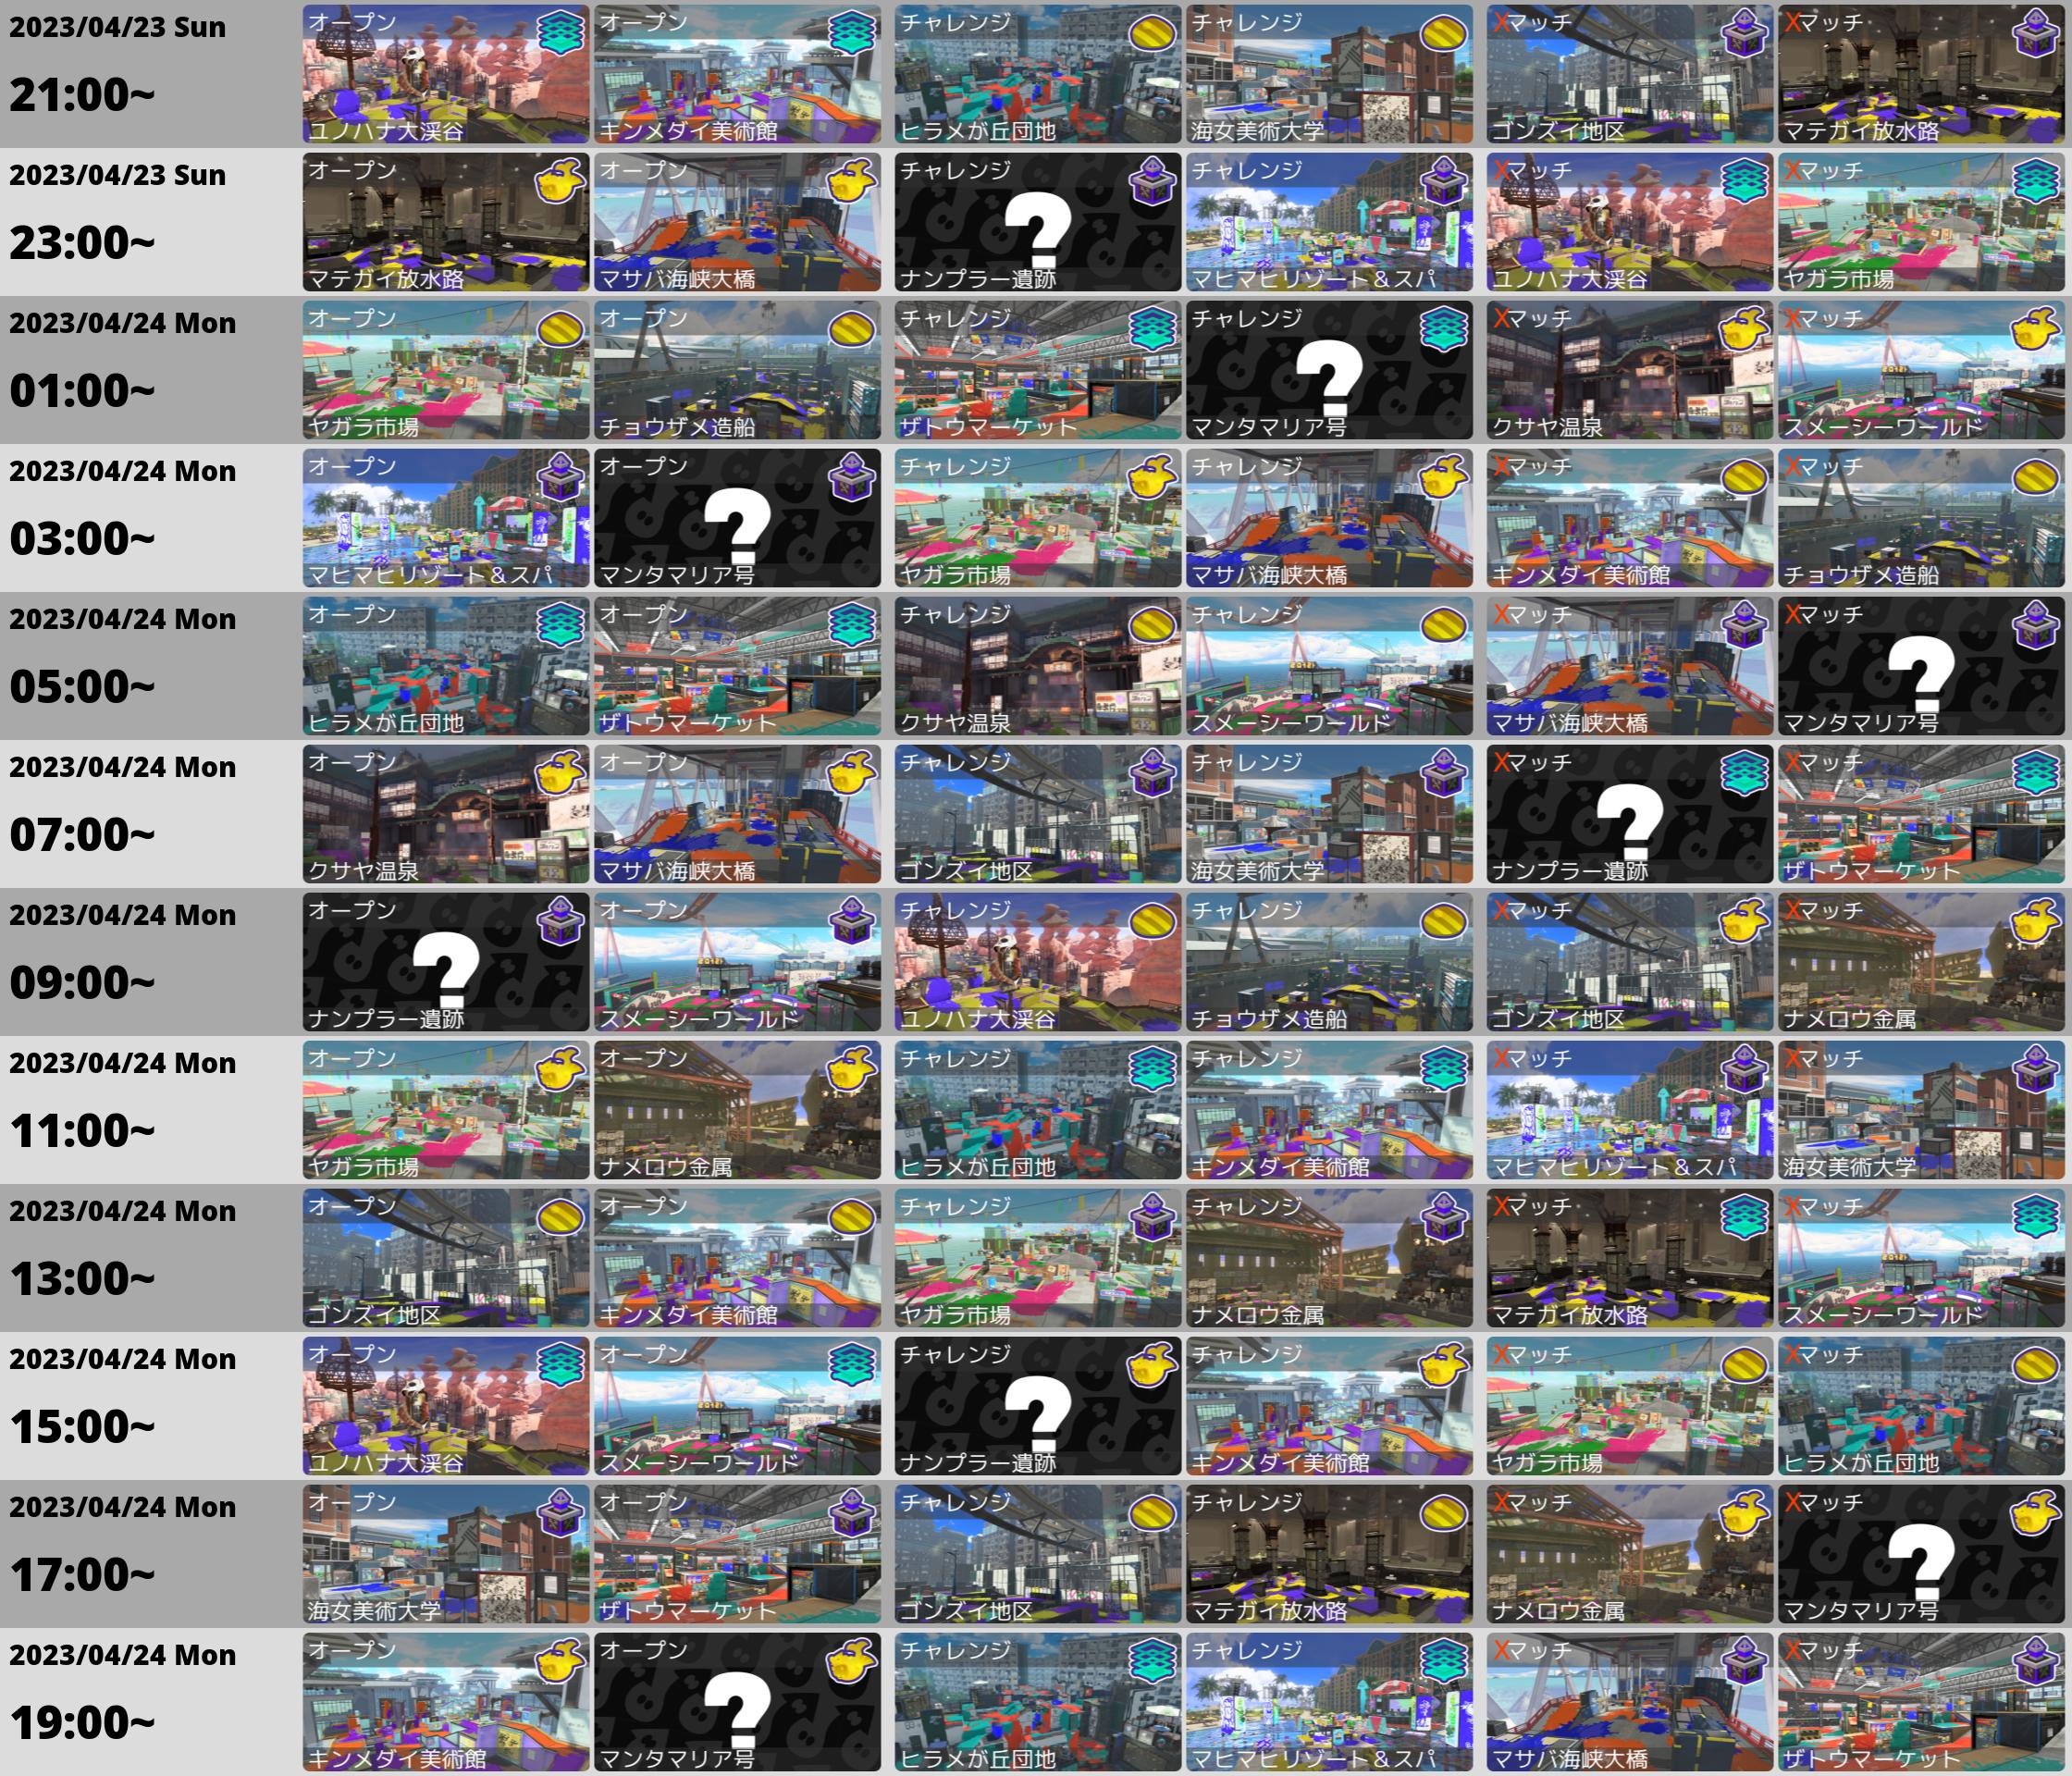 2023/04/23 Sun
21:00~
オープン オープン チャレンジ チャレンジ Xマッチ Xマッチ
ユノハナ大渓谷 キンメダイ美術館 ヒラメが丘団地 海女美術大学 ゴンズイ地区 マテガイ放水路
2023/04/23 Sun
23:00~
オープン オープン チャレンジ チャレンジ Xマッチ Xマッチ
マテガイ放水路 マサバ海峡大橋 ナンプラー遺跡 マヒマヒリゾート&スパ ユノハナ大渓谷 ヤガラ市場
2023/04/24 Mon
01:00~
オープン オープン チャレンジ チャレンジ Xマッチ Xマッチ
ヤガラ市場 チョウザメ造船 ザトウマーケット マンタマリア号 クサヤ温泉 スメーシーワールド
2023/04/24 Mon
03:00~
オープン オープン チャレンジ チャレンジ Xマッチ Xマッチ
マヒマヒリゾート&スパ マンタマリア号 ヤガラ市場 マサバ海峡大橋 キンメダイ美術館 チョウザメ造船
2023/04/24 Mon
05:00~
オープン オープン チャレンジ チャレンジ Xマッチ Xマッチ
ヒラメが丘団地 ザトウマーケット クサヤ温泉 スメーシーワールド マサバ海峡大橋 マンタマリア号
2023/04/24 Mon
07:00~
オープン オープン チャレンジ チャレンジ Xマッチ Xマッチ
クサヤ温泉 マサバ海峡大橋 ゴンズイ地区 海女美術大学 ナンプラー遺跡 ザトウマーケット
2023/04/24 Mon
09:00~
オープン オープン チャレンジ チャレンジ Xマッチ Xマッチ
ナンプラー遺跡 スメーシーワールド ユノハナ大渓谷 チョウザメ造船 ゴンズイ地区 ナメロウ金属
2023/04/24 Mon
11:00~
オープン オープン チャレンジ チャレンジ Xマッチ Xマッチ
ヤガラ市場 ナメロウ金属 ヒラメが丘団地 キンメダイ美術館 マヒマヒリゾート&スパ 海女美術大学
2023/04/24 Mon
13:00~
オープン オープン チャレンジ チャレンジ Xマッチ Xマッチ
ゴンズイ地区 キンメダイ美術館 ヤガラ市場 ナメロウ金属 マテガイ放水路 スメーシーワールド
2023/04/24 Mon
15:00~
オープン オープン チャレンジ チャレンジ Xマッチ Xマッチ
ユノハナ大渓谷 スメーシーワールド ナンプラー遺跡 キンメダイ美術館 ヤガラ市場 ヒラメが丘団地
2023/04/24 Mon
17:00~
オープン オープン チャレンジ チャレンジ Xマッチ Xマッチ
海女美術大学 ザトウマーケット ゴンズイ地区 マテガイ放水路 ナメロウ金属 マンタマリア号
2023/04/24 Mon
19:00~
オープン オープン チャレンジ チャレンジ Xマッチ Xマッチ
キンメダイ美術館 マンタマリア号 ヒラメが丘団地 マヒマヒリゾート&スパ マサバ海峡大橋 ザトウマーケット